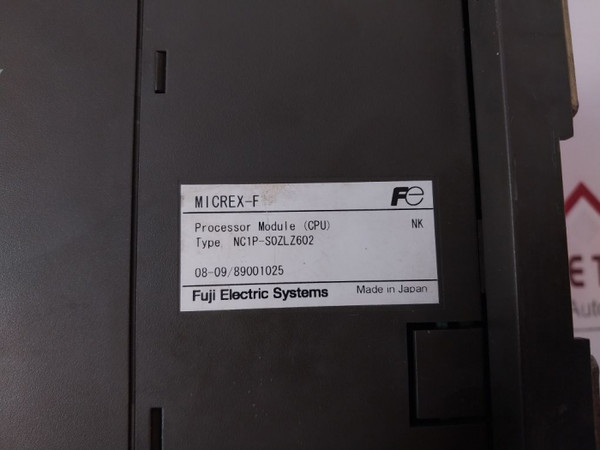 MICREX-F
Fe
Processor Module (CPU) NK
Type NC1P-S0ZLZ602
08-09/89001025
Fuji Electric Systems Made in Japan